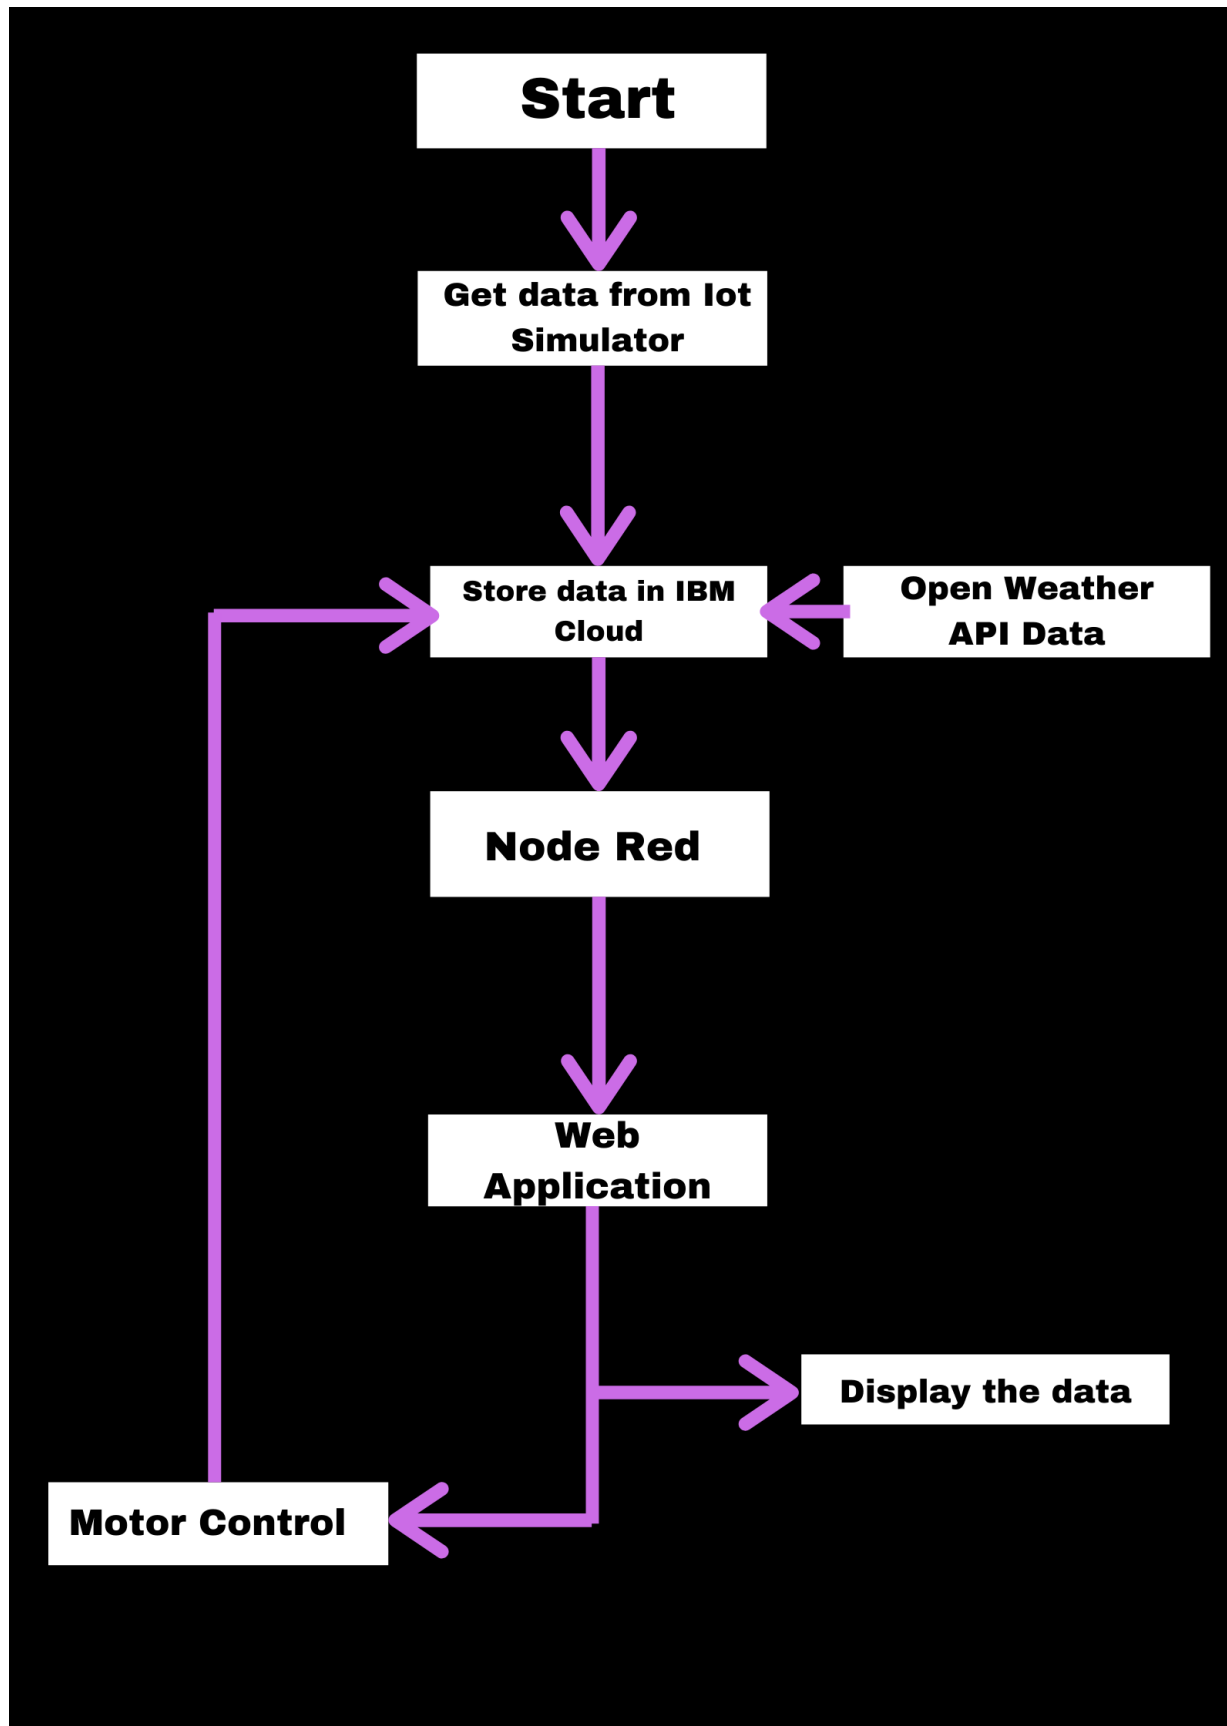 Start
Get data from Iot
Simulator
Store data in IBM
Cloud
Open Weather
API Data
Node Red
Web
Application
Display the data
Motor Control